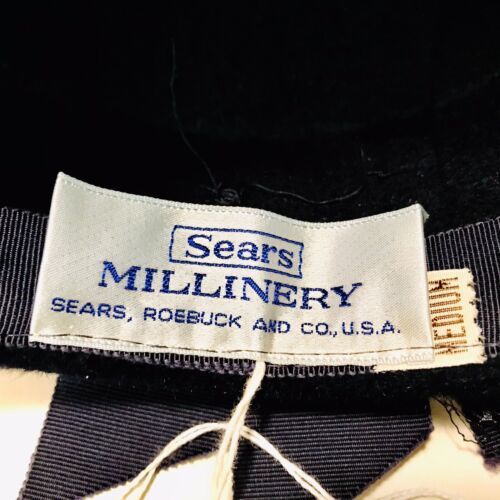 Sears
MILLINERY
SEARS, ROEBUCK AND CO., U.S.A.
MEDIUM